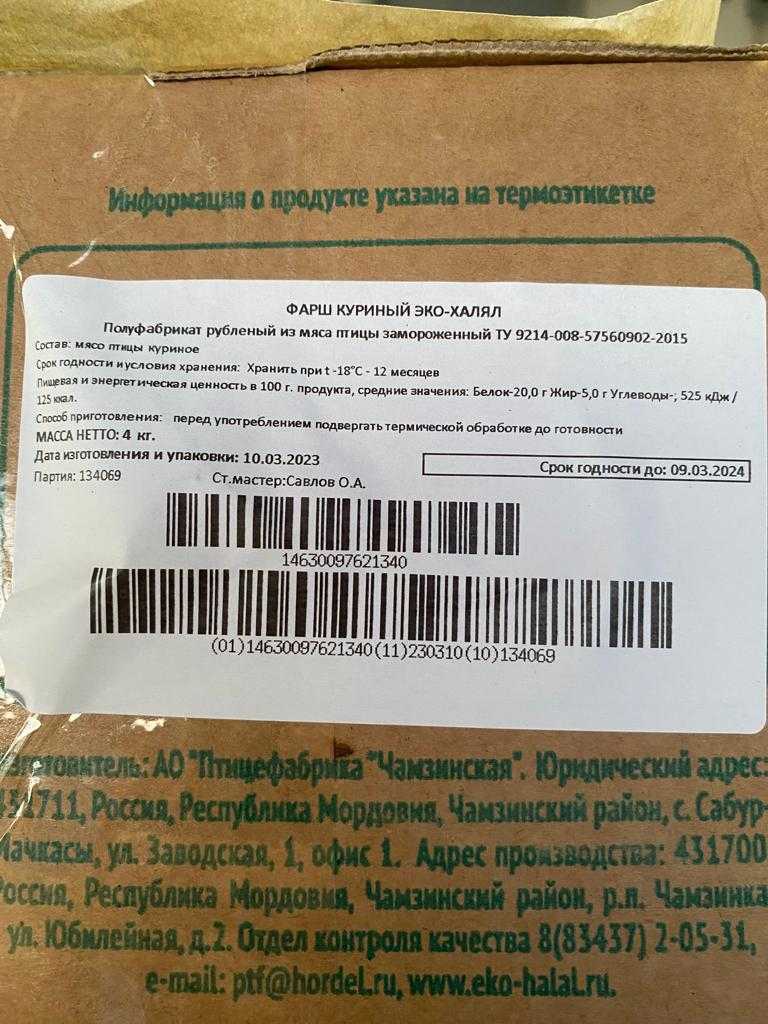 Информация о продукте указана на термоэтикетке
ФАРШ КУРИНЫЙ ЭКО-ХАЛЯЛ
Полуфабрикат рубленый из мяса птицы замороженный ТУ 9214-008-57560902-2015
Состав: мясо птицы куриное
Срок годности и условия хранения: Хранить при t -18°С - 12 месяцев
Пищевая и энергетическая ценность в 100 г. продукта, средние значения: Белок-20,0 г Жир-5,0 г Углеводы-; 525 кДж /
125 ккал.
Способ приготовления: перед употреблением подвергать термической обработке до готовности
МАССА НЕТТО: 4 кг.
Дата изготовления и упаковки: 10.03.2023
Срок годности до: 09.03.2024
Партия: 134069 Ст.мастер:Савлов О.А.
14630097621340
(01)14630097621340(11)230310(10)134069
Изготовитель: АО "Птицефабрика "Чамзинская". Юридический адрес:
431711, Россия, Республика Мордовия, Чамзинский район, с. Сабур-
Мачкасы, ул. Заводская, 1, офис 1. Адрес производства: 431700
Россия, Республика Мордовия, Чамзинский район, р.п. Чамзинка
ул. Юбилейная, д.2. Отдел контроля качества 8(83437) 2-05-31,
e-mail: ptf@hordel.ru, www.eko-halal.ru.